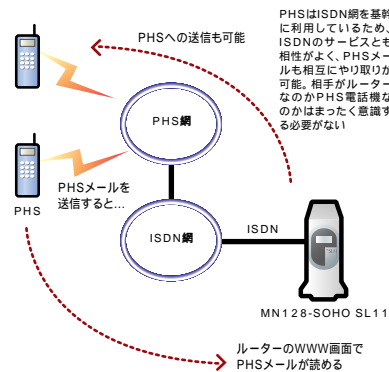 PHSはISDN網を基幹
に利用しているため、
ISDNのサービスとも
相性がよく、PHSメー
ルも相互にやり取りが
可能。相手がルーター
なのかPHS電話機な
のかはまったく意識す
る必要がない
PHSへの送信も可能
PHS網
PHSメールを
送信すると…
PHS
ISDN網
ISDN
MN128-SOHO SL11
ルーターのWWW画面で
PHSメールが読める